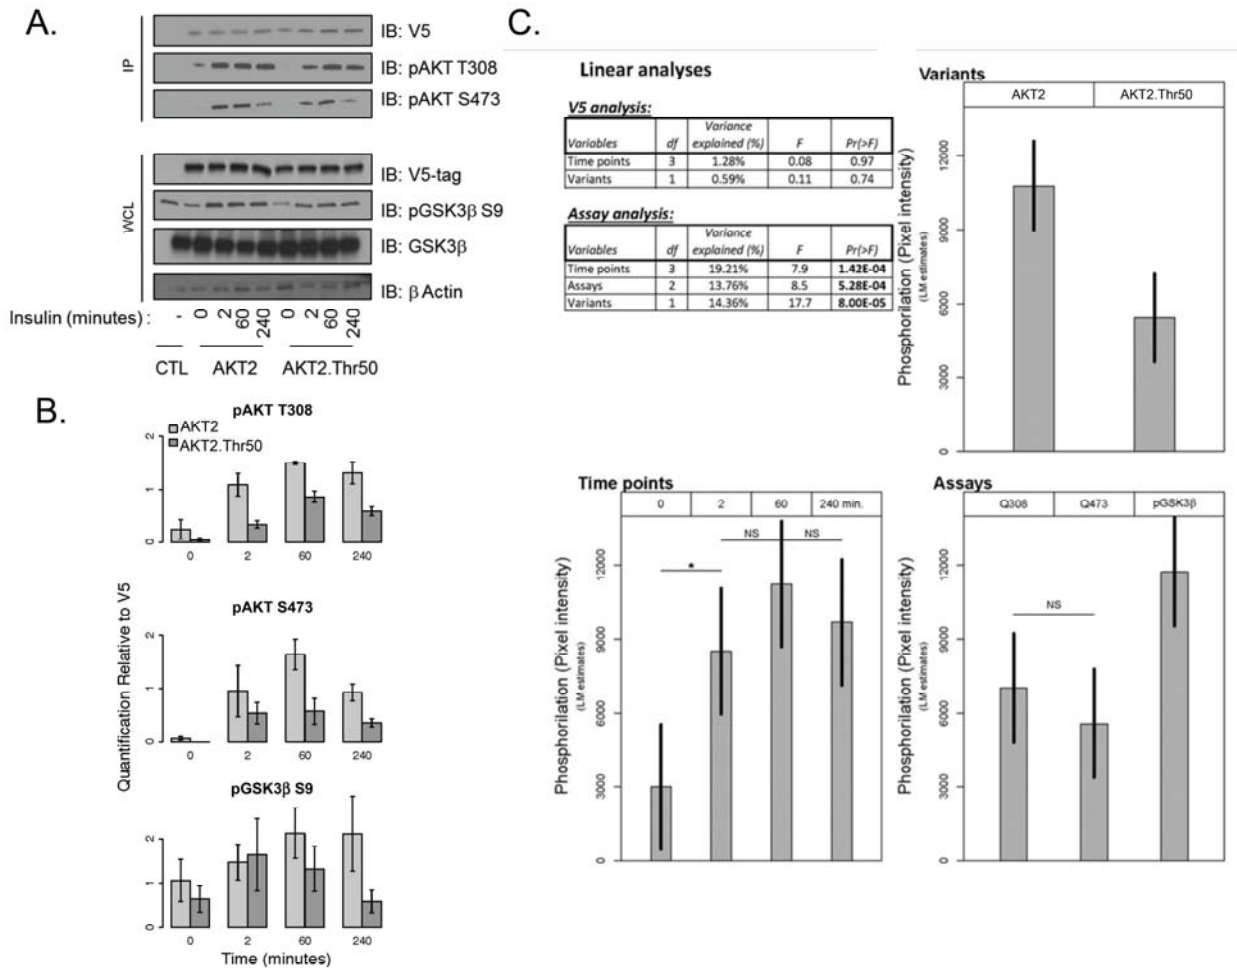 A.
IP
IB: V5
IB: pAKT T308
IB: pAKT S473
WCL
IB: V5-tag
IB: pGSK3β S9
IB: GSK3β
IB: β Actin
Insulin (minutes) : - 0 2 60 240 0 2 60 240
CTL AKT2 AKT2.Thr50
B.
pAKT T308
AKT2
AKT2.Thr50
0 1 2
0 2 60 240
pAKT S473
0 1 2
0 2 60 240
pGSK3β S9
0 1 2
0 2 60 240
Quantification Relative to V5
Time (minutes)
C.
Linear analyses
V5 analysis:
Variables df Variance explained (%) F Pr(>F)
Time points 3 1.28% 0.08 0.97
Variants 1 0.59% 0.11 0.74
Assay analysis:
Variables df Variance explained (%) F Pr(>F)
Time points 3 19.21% 7.9 1.42E-04
Assays 2 13.76% 8.5 5.28E-04
Variants 1 14.36% 17.7 8.00E-05
Variants
AKT2 AKT2.Thr50
Phosphorilation (Pixel intensity)
(LM estimates)
0 3000 6000 9000 12000
Time points
0 2 60 240 min.
* NS NS
Phosphorilation (Pixel intensity)
(LM estimates)
0 3000 6000 9000 12000
Assays
Q308 Q473 pGSK3β
NS
Phosphorilation (Pixel intensity)
(LM estimates)
0 3000 6000 9000 12000